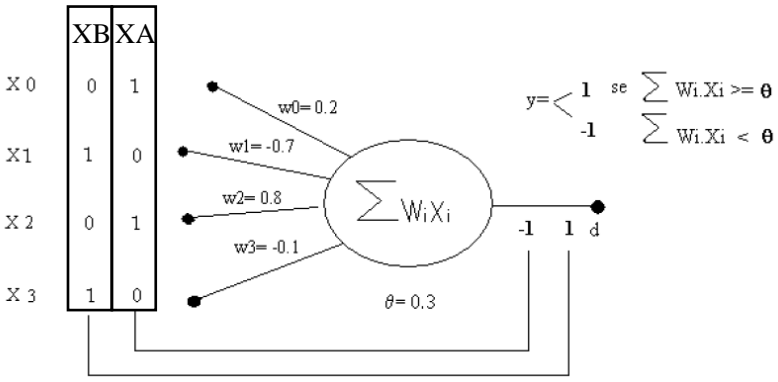 XB XA
X 0 0 1
w0= 0.2
y= 1 se ∑ Wi.Xi >= θ
-1 ∑ Wi.Xi < θ
X1 1 0
w1= -0.7
X 2 0 1
w2= 0.8
∑ WiXi
-1 1 d
w3= -0.1
X 3 1 0
θ= 0.3